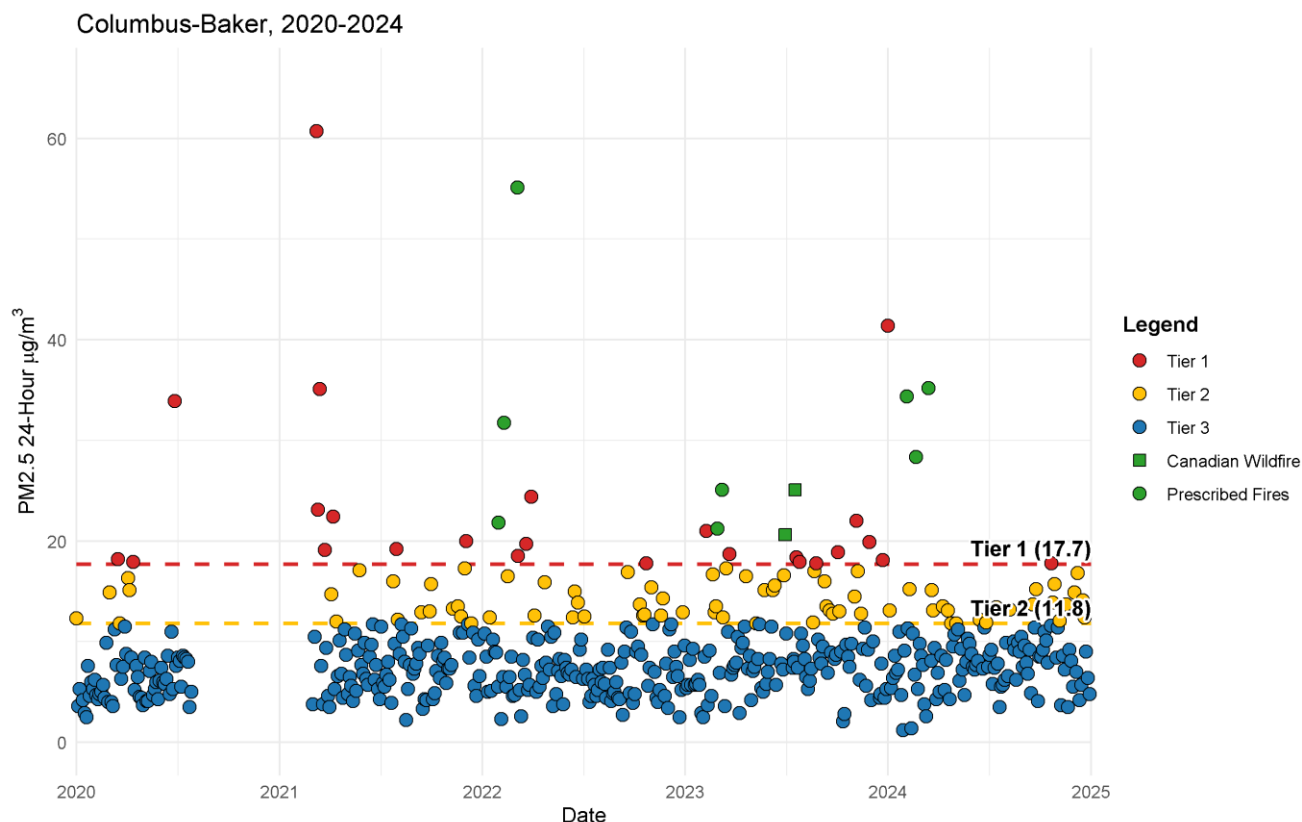 Columbus-Baker, 2020-2024
60
40
20
0
PM2.5 24-Hour μg/m³
Tier 1 (17.7)
Tier 2 (11.8)
2020 2021 2022 2023 2024 2025
Date
Legend
Tier 1
Tier 2
Tier 3
Canadian Wildfire
Prescribed Fires